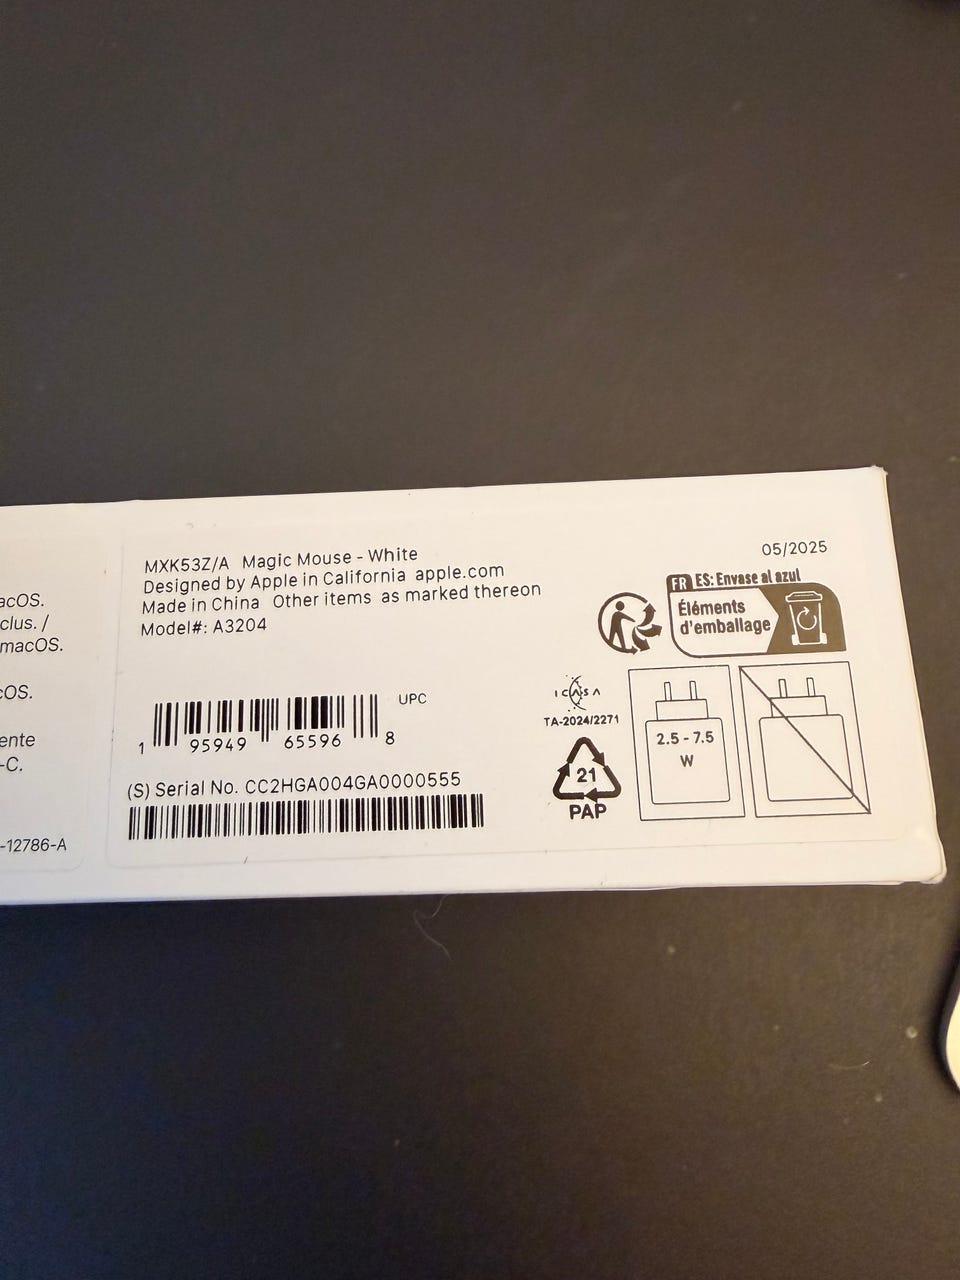 acOS.
clus. /
macOS.
cOS.
ente
-C.
-12786-A
MXK53Z/A Magic Mouse - White
Designed by Apple in California apple.com
Made in China Other items as marked thereon
Model#: A3204
UPC
1 95949 65596 8
(S) Serial No. CC2HGA004GA0000555
05/2025
FR ES: Envase al azul
Éléments
d'emballage
ICASA
TA-2024/2271
21
PAP
2.5 - 7.5
W